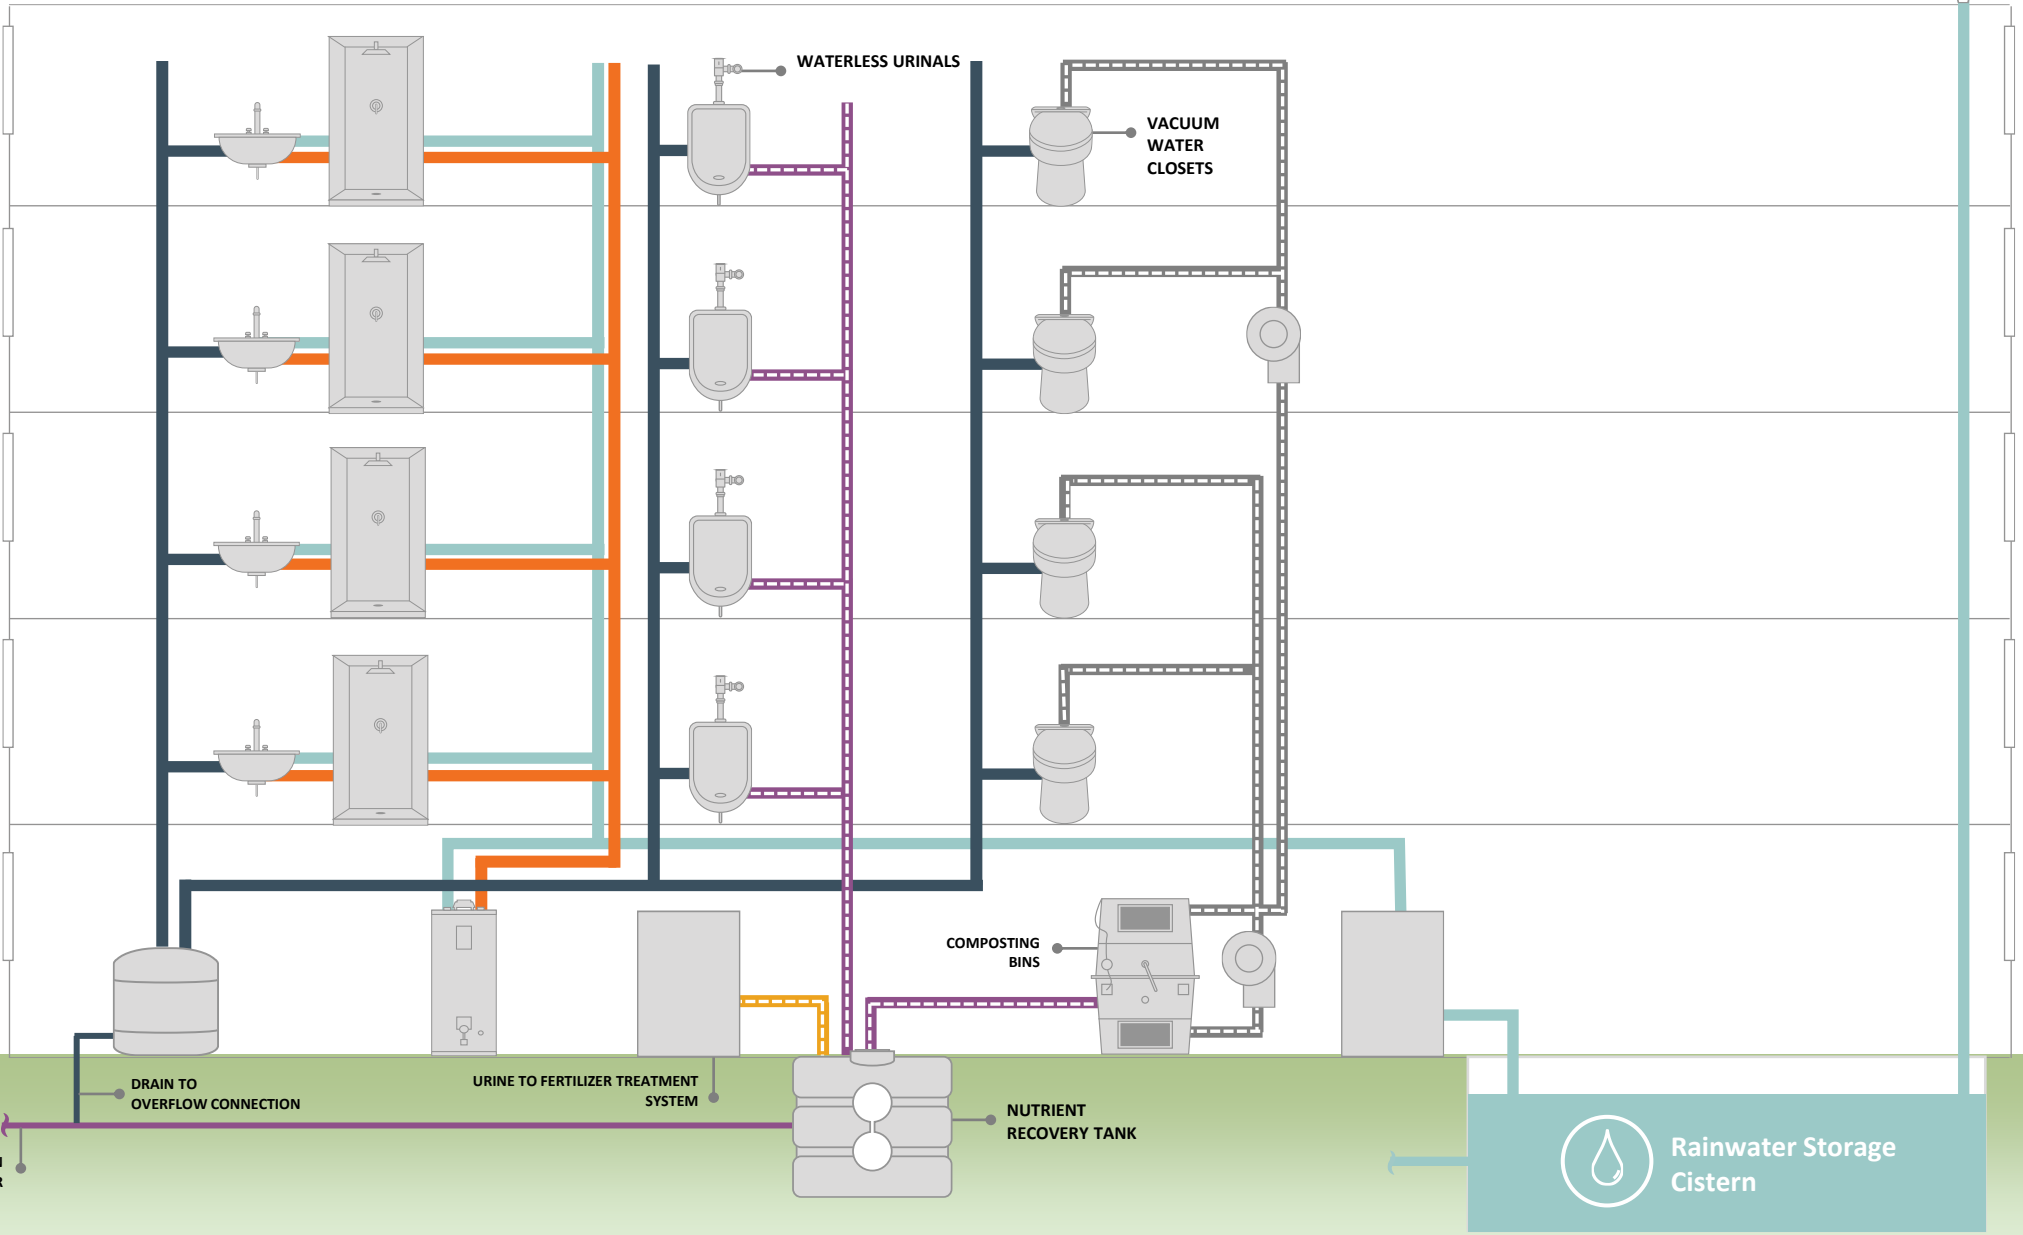 WATERLESS URINALS
VACUUM
WATER
CLOSETS
COMPOSTING
BINS
DRAIN TO
OVERFLOW CONNECTION
URINE TO FERTILIZER TREATMENT
SYSTEM
NUTRIENT
RECOVERY TANK
Rainwater Storage
Cistern